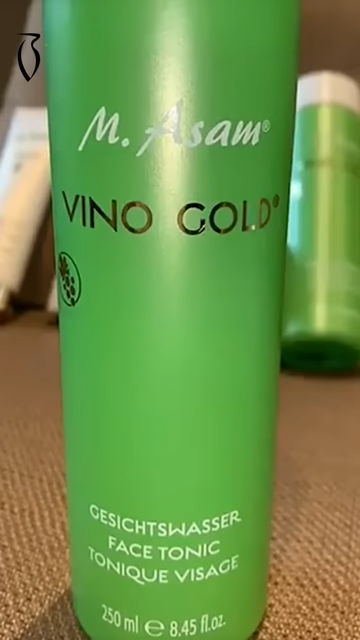 M. Asam®
VINO GOLD®
GESICHTSWASSER
FACE TONIC
TONIQUE VISAGE
250 ml ℮ 8,45 fl.oz.